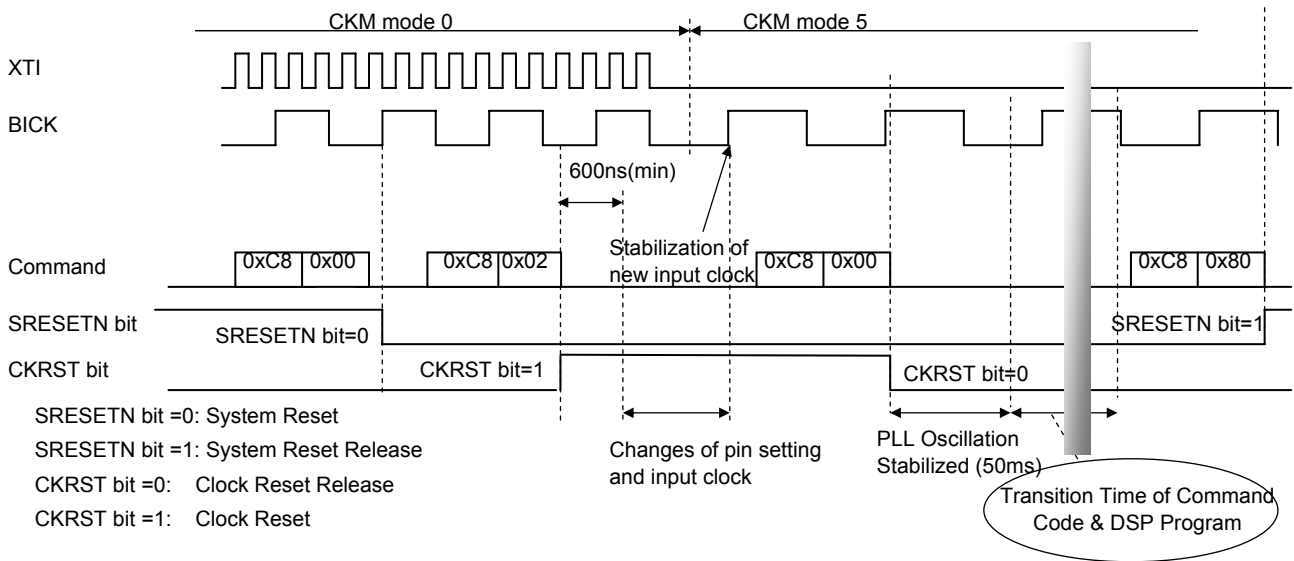 CKM mode 0
CKM mode 5
XTI
BICK
600ns(min)
Stabilization of
new input clock
Command
0xC8
0x00
0xC8
0x02
0xC8
0x00
0xC8
0x80
SRESETN bit
SRESETN bit=0
SRESETN bit=1
CKRST bit
CKRST bit=1
CKRST bit=0
SRESETN bit =0: System Reset
SRESETN bit =1: System Reset Release
CKRST bit =0: Clock Reset Release
CKRST bit =1: Clock Reset
Changes of pin setting
and input clock
PLL Oscillation
Stabilized (50ms)
Transition Time of Command
Code & DSP Program